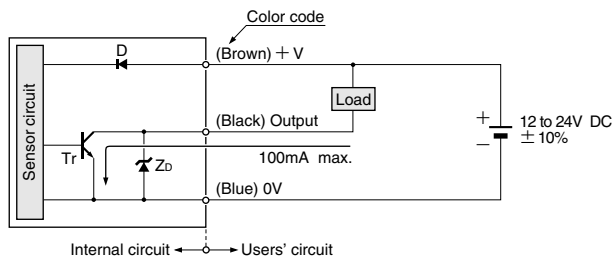 Color code
D
(Brown) + V
Sensor circuit
Load
(Black) Output
+
12 to 24V DC
−
± 10%
Tr
ZD
100mA max.
(Blue) 0V
Internal circuit
Users' circuit